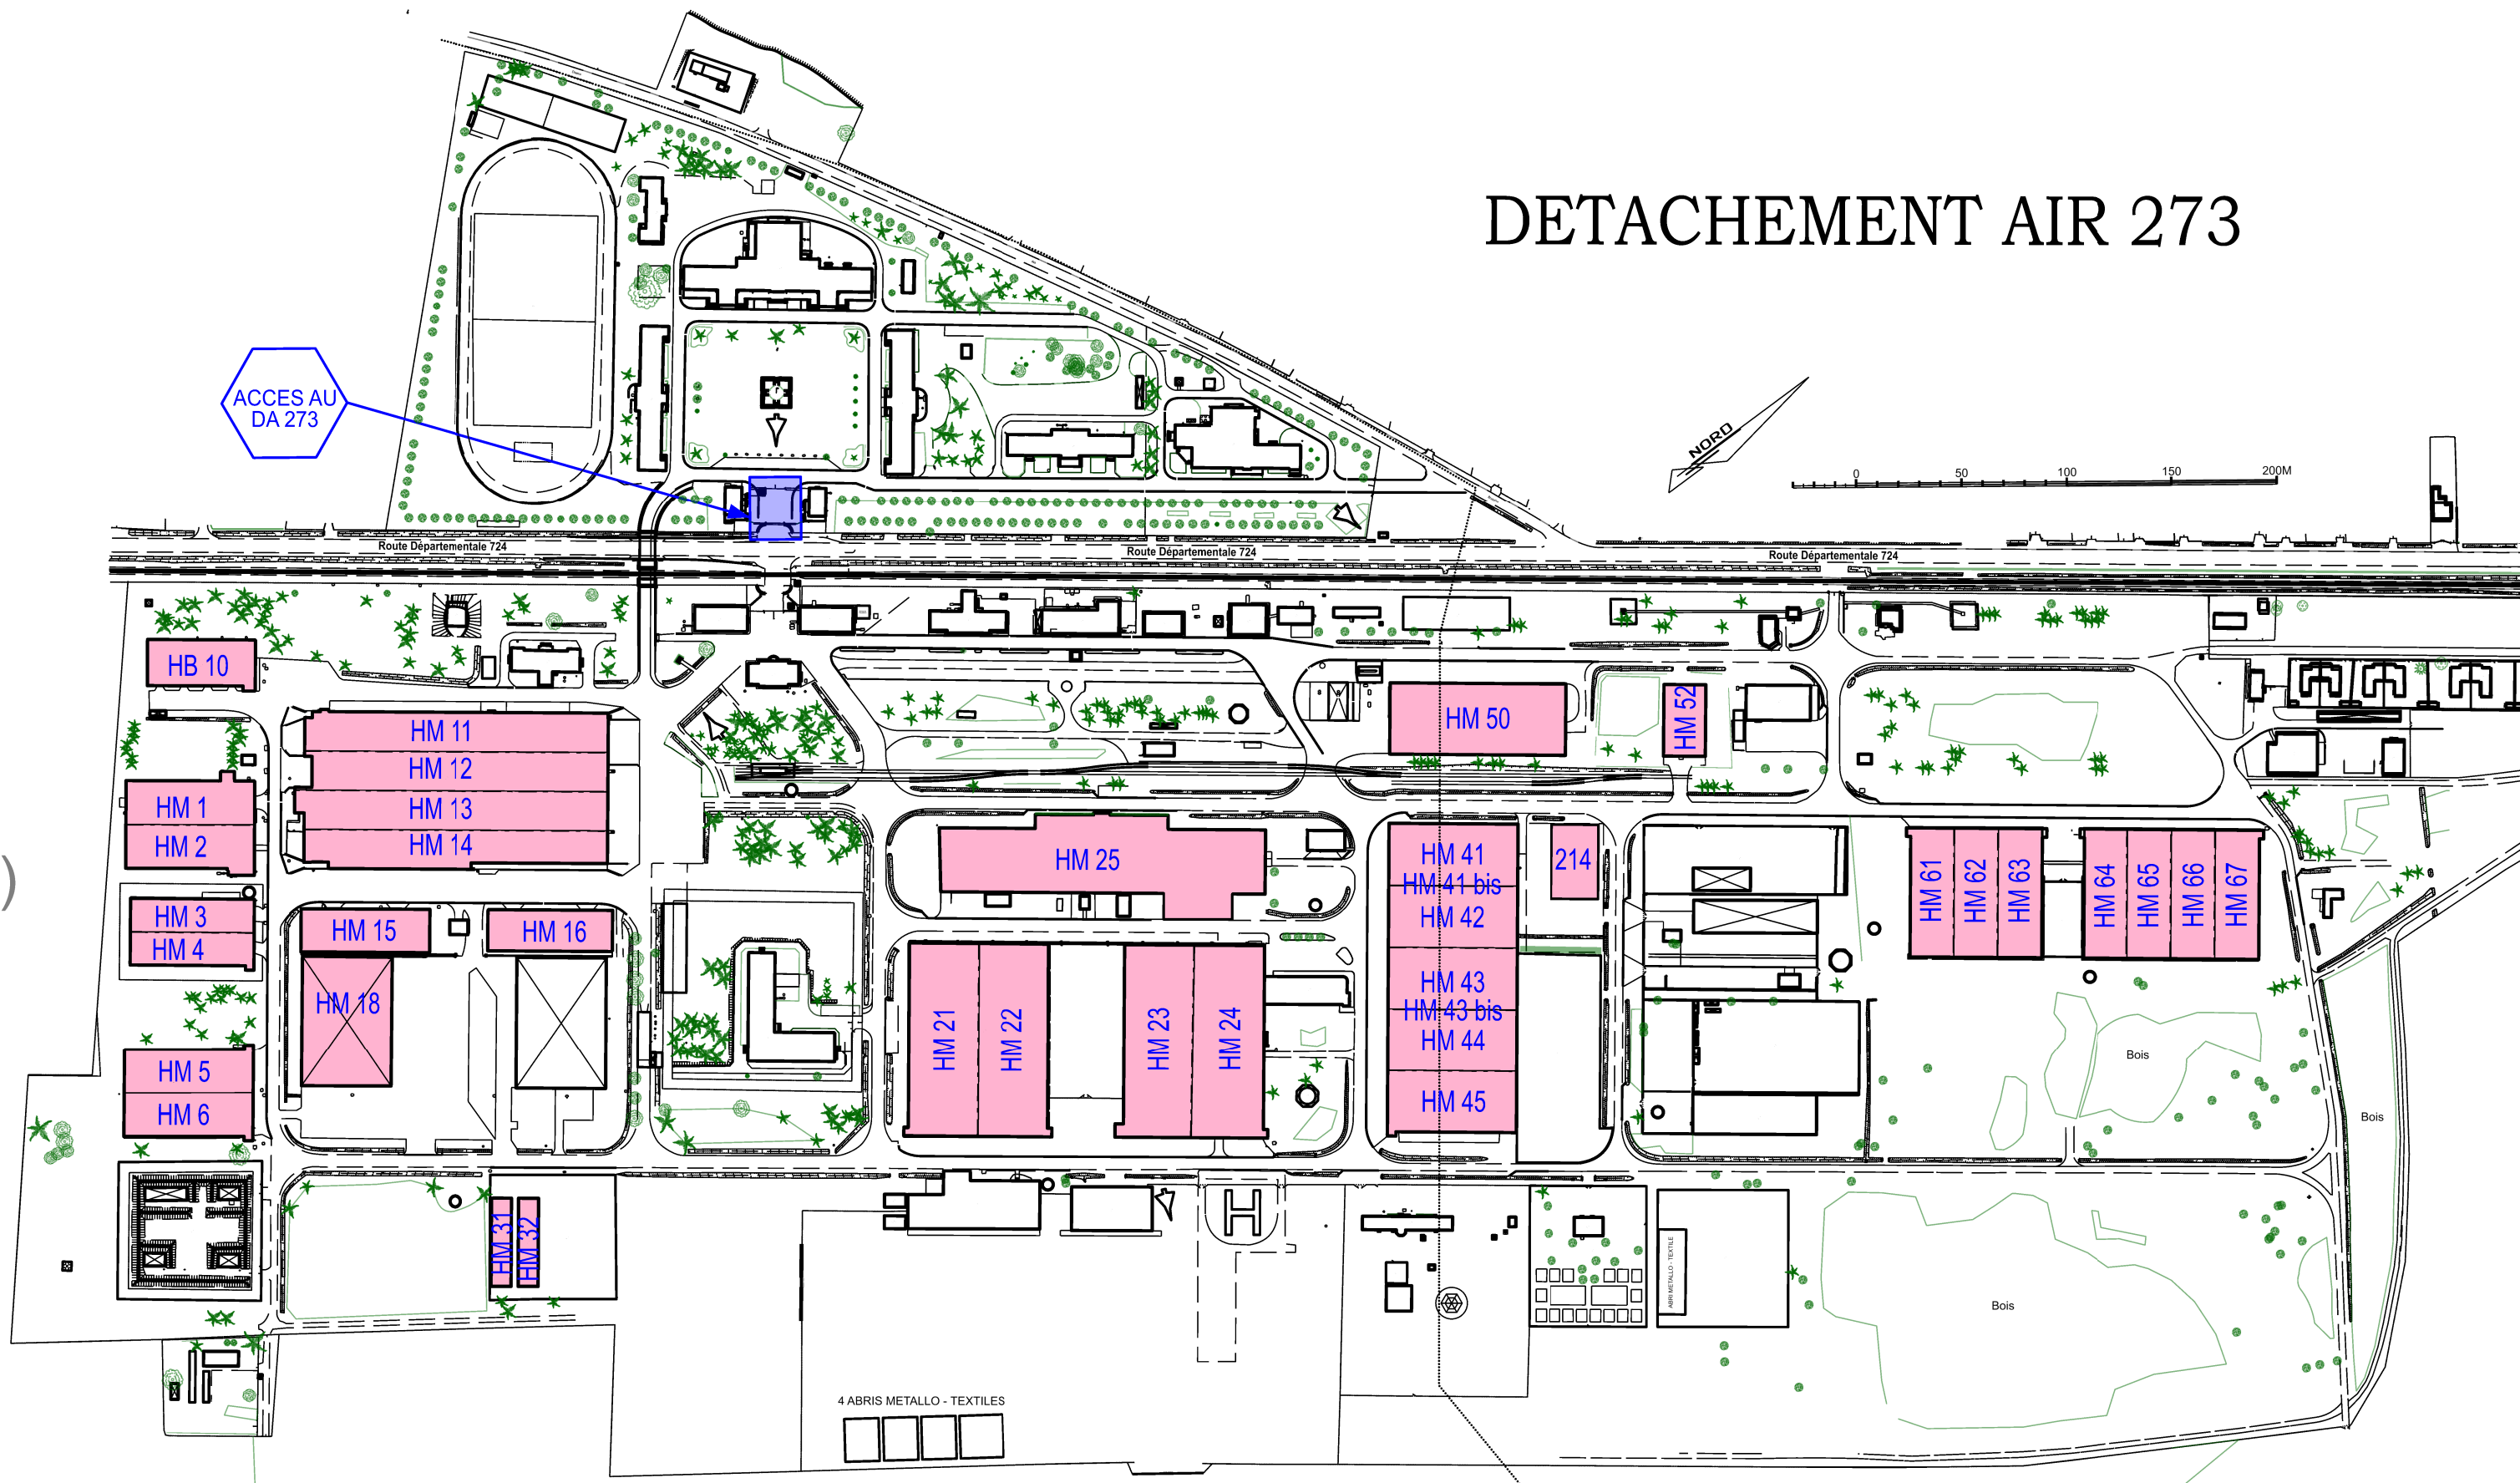 DETACHEMENT AIR 273
ACCES AU
DA 273
NORD
0 50 100 150 200M
Route Départementale 724
Route Départementale 724
Route Départementale 724
HB 10
HM 11
HM 12
HM 13
HM 14
HM 50
HM 52
HM 1
HM 2
HM 3
HM 4
HM 15
HM 16
HM 18
HM 5
HM 6
HM 25
HM 21
HM 22
HM 23
HM 24
HM 41
HM 41 bis
HM 42
HM 43
HM 43 bis
HM 44
HM 45
214
HM 61
HM 62
HM 63
HM 64
HM 65
HM 66
HM 67
)
Bois
Bois
Bois
HM 31
HM 32
H
ABRI METALLO - TEXTILE
4 ABRIS METALLO - TEXTILES